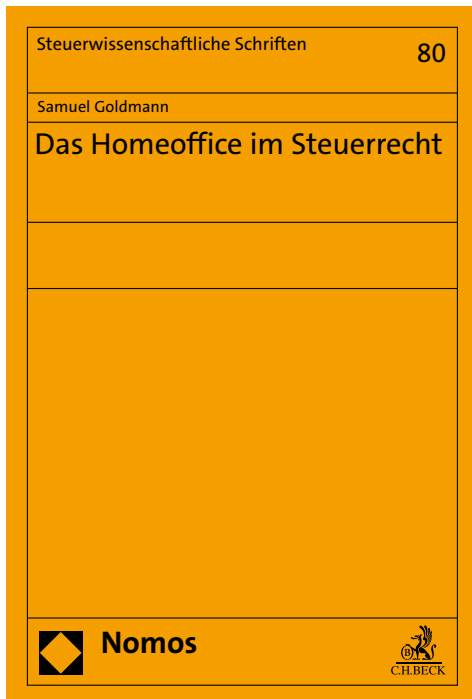 Steuerwissenschaftliche Schriften
80
Samuel Goldmann
Das Homeoffice im Steuerrecht
Nomos
B
C.H.BECK